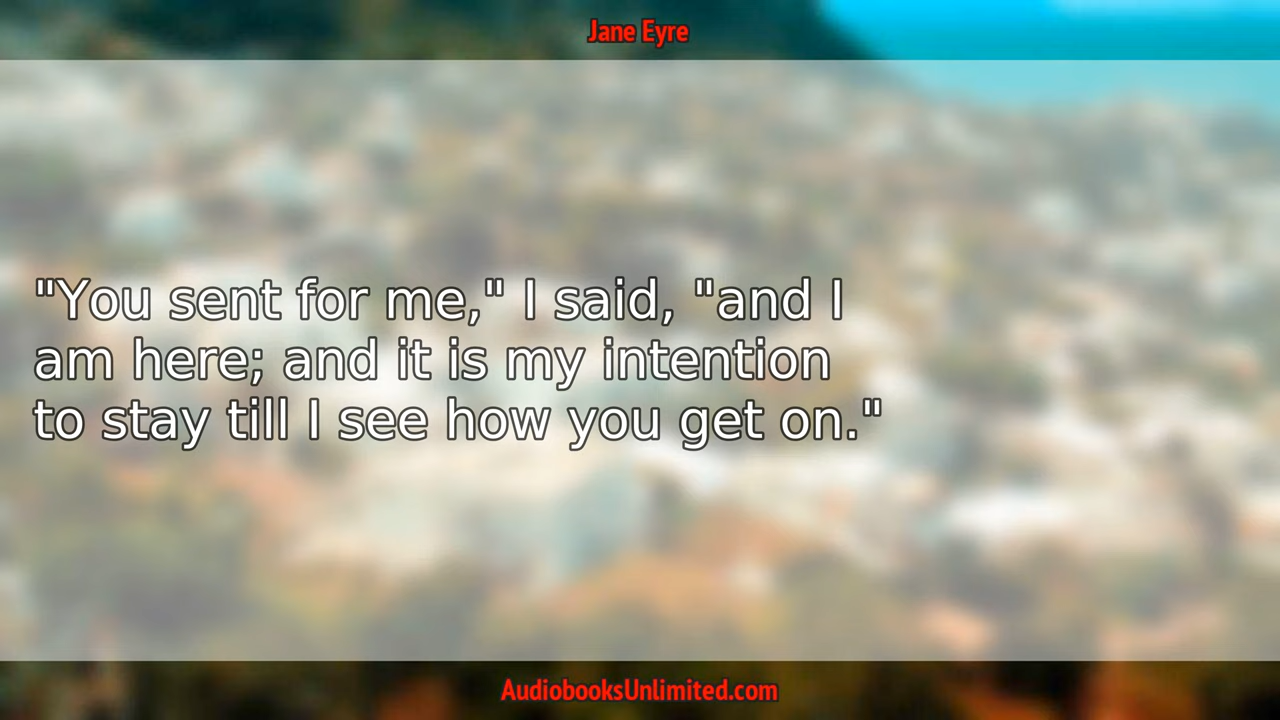 Jane Eyre
"You sent for me," I said, "and I
am here; and it is my intention
to stay till I see how you get on."
AudiobooksUnlimited.com